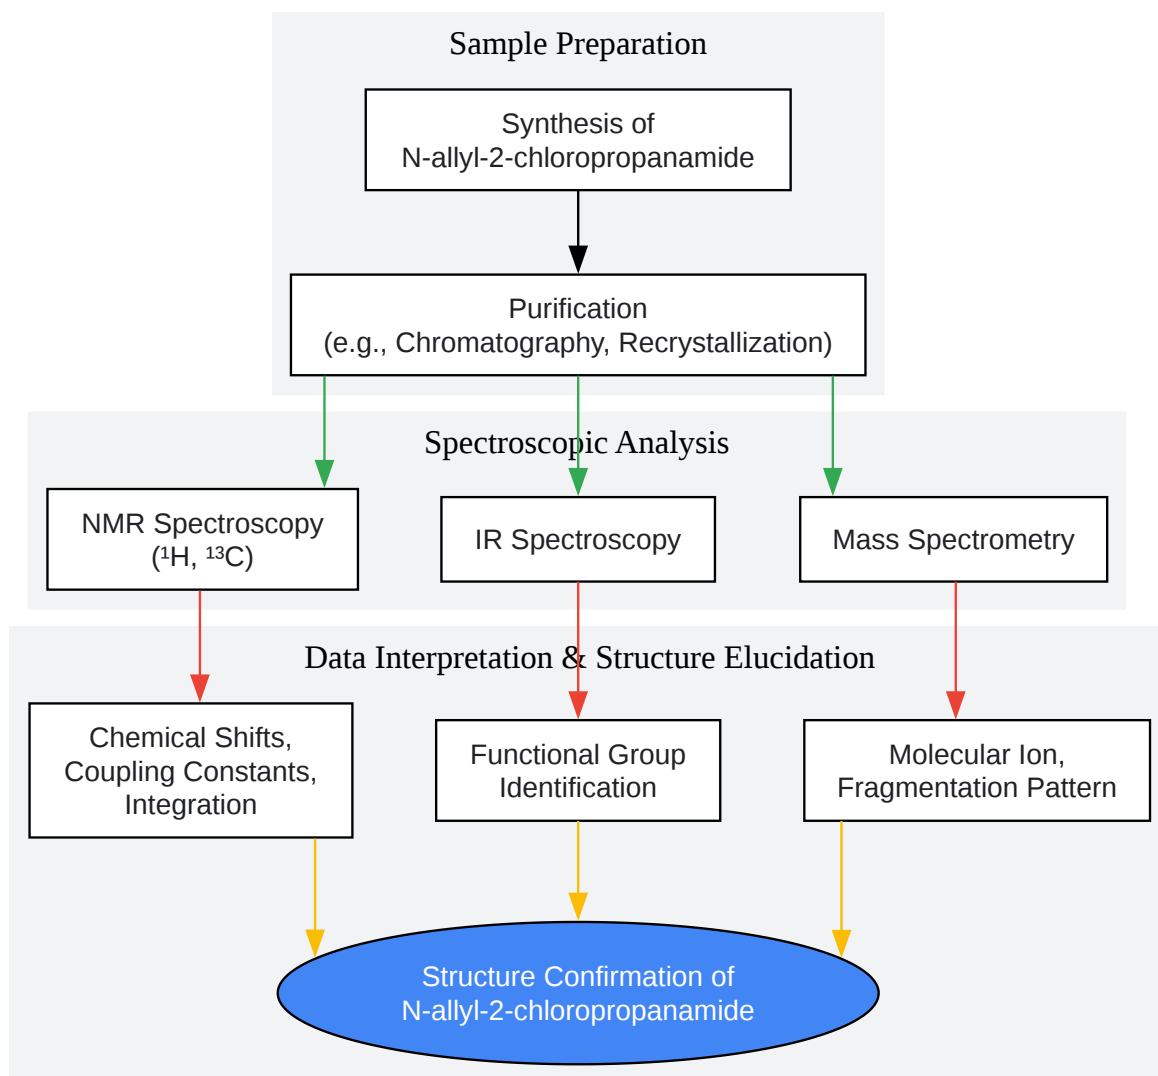 Sample Preparation
Synthesis of
N-allyl-2-chloropropanamide
Purification
(e.g., Chromatography, Recrystallization)
Spectroscopic Analysis
NMR Spectroscopy
(¹H, ¹³C)
IR Spectroscopy
Mass Spectrometry
Data Interpretation & Structure Elucidation
Chemical Shifts,
Coupling Constants,
Integration
Functional Group
Identification
Molecular Ion,
Fragmentation Pattern
Structure Confirmation of
N-allyl-2-chloropropanamide